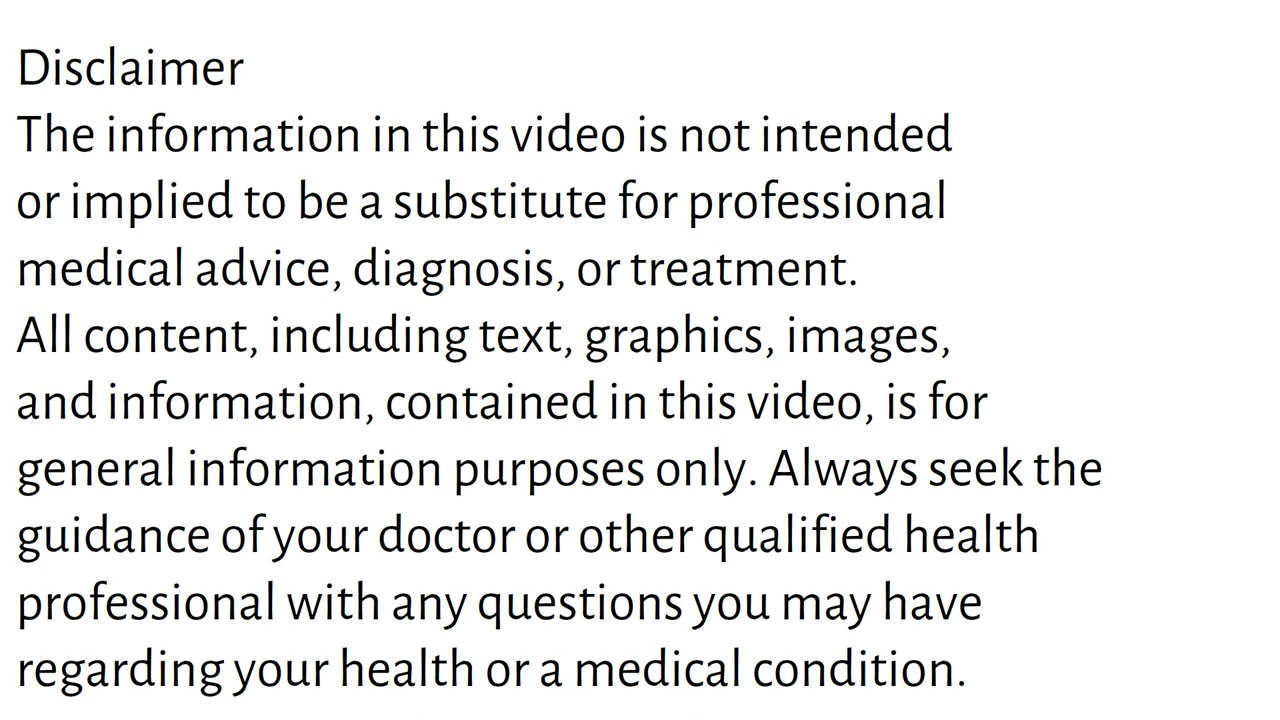 Disclaimer
The information in this video is not intended
or implied to be a substitute for professional
medical advice, diagnosis, or treatment.
All content, including text, graphics, images,
and information, contained in this video, is for
general information purposes only. Always seek the
guidance of your doctor or other qualified health
professional with any questions you may have
regarding your health or a medical condition.